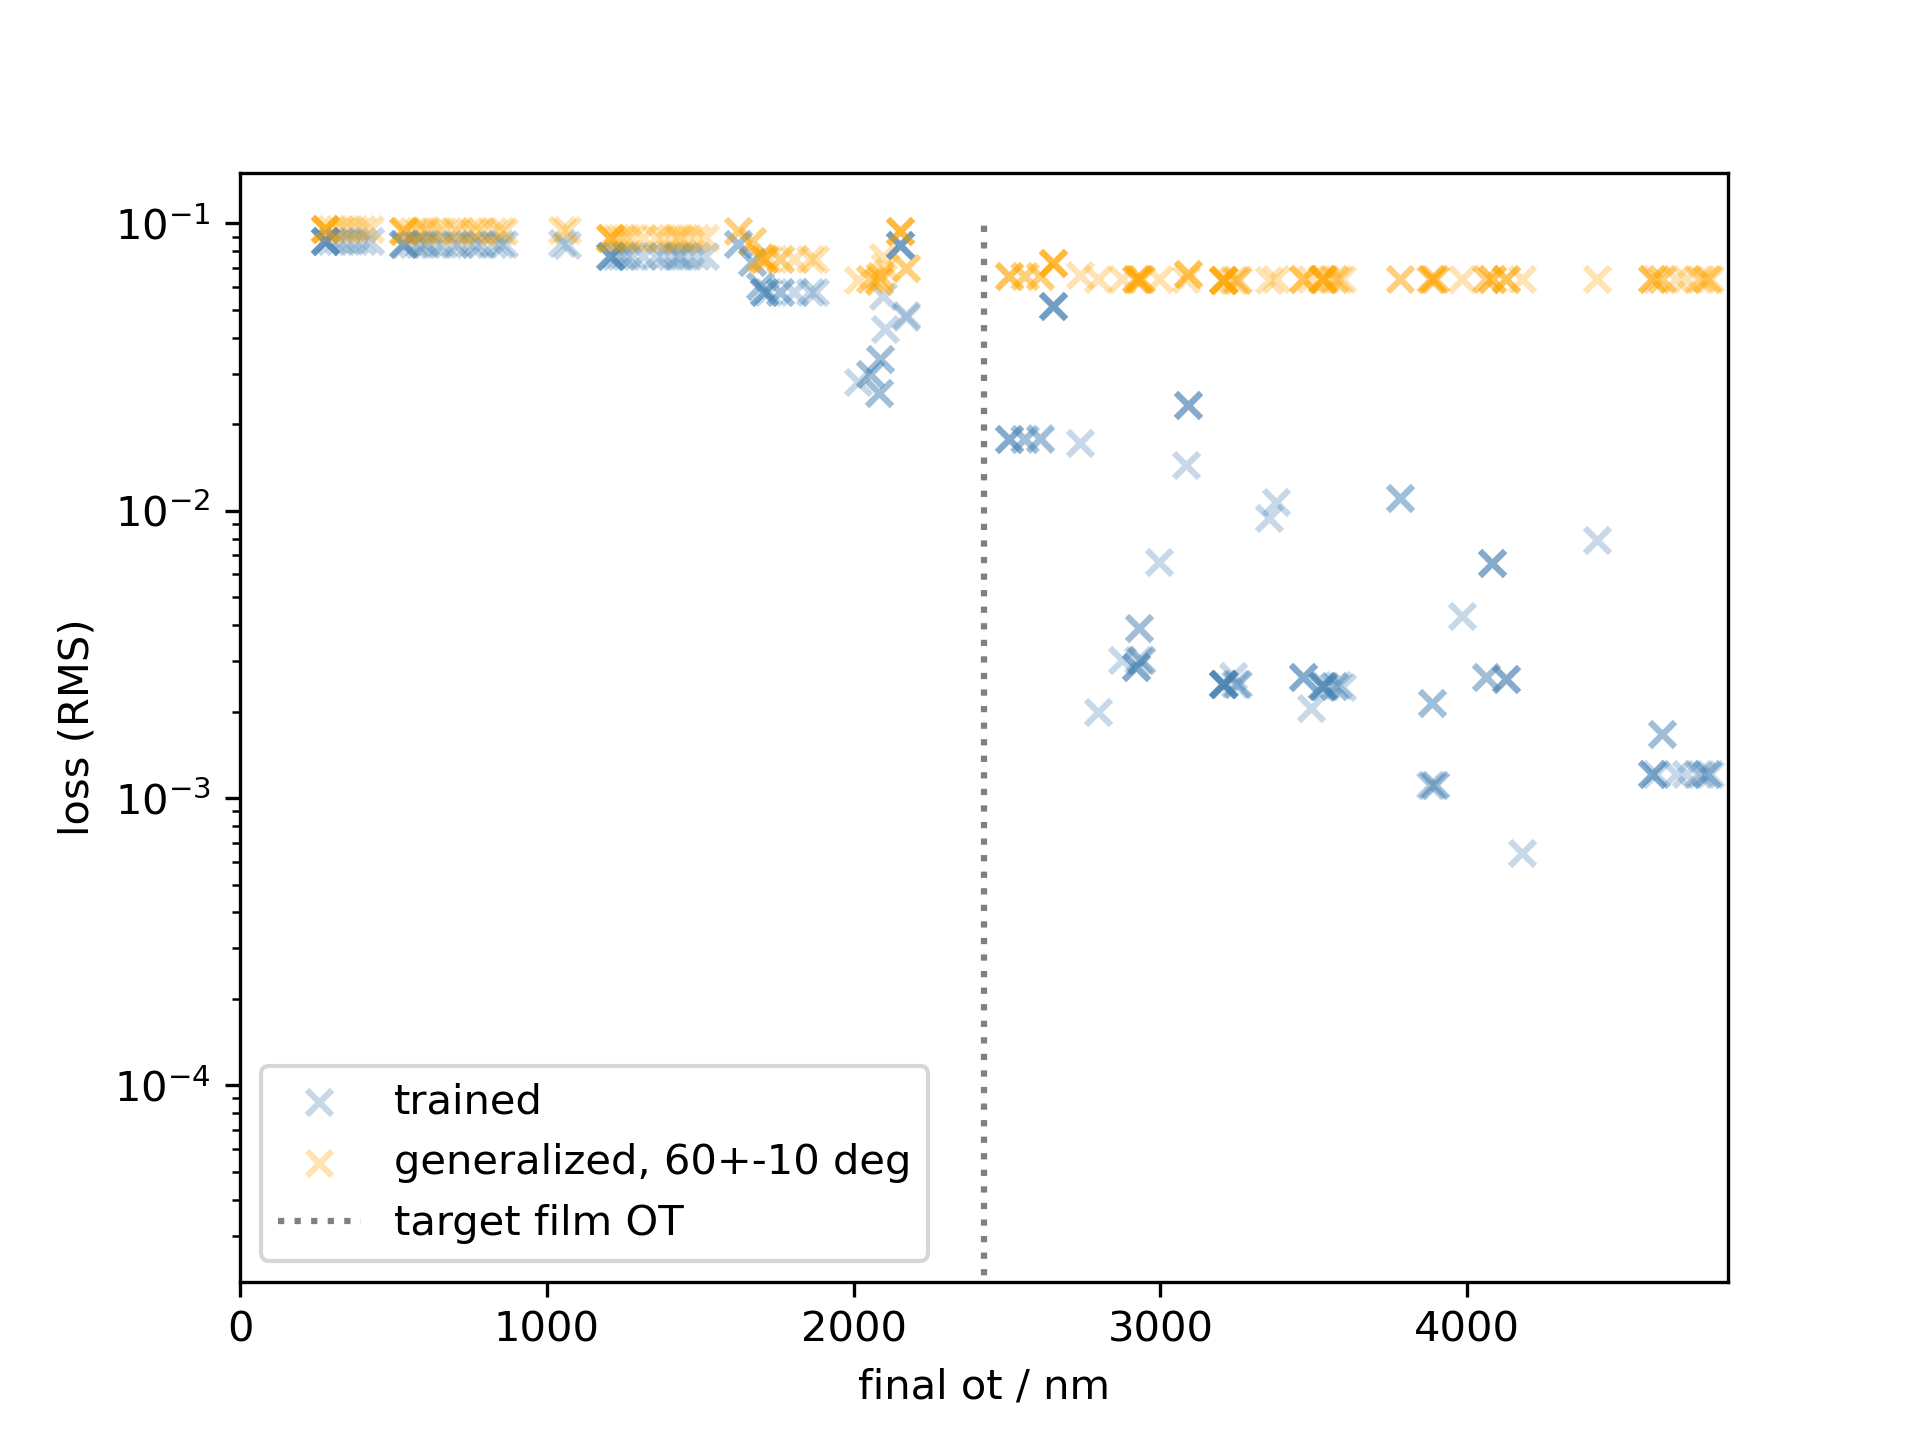 10⁻¹
10⁻²
10⁻³
10⁻⁴
loss (RMS)
trained
generalized, 60+-10 deg
target film OT
0 1000 2000 3000 4000
final ot / nm